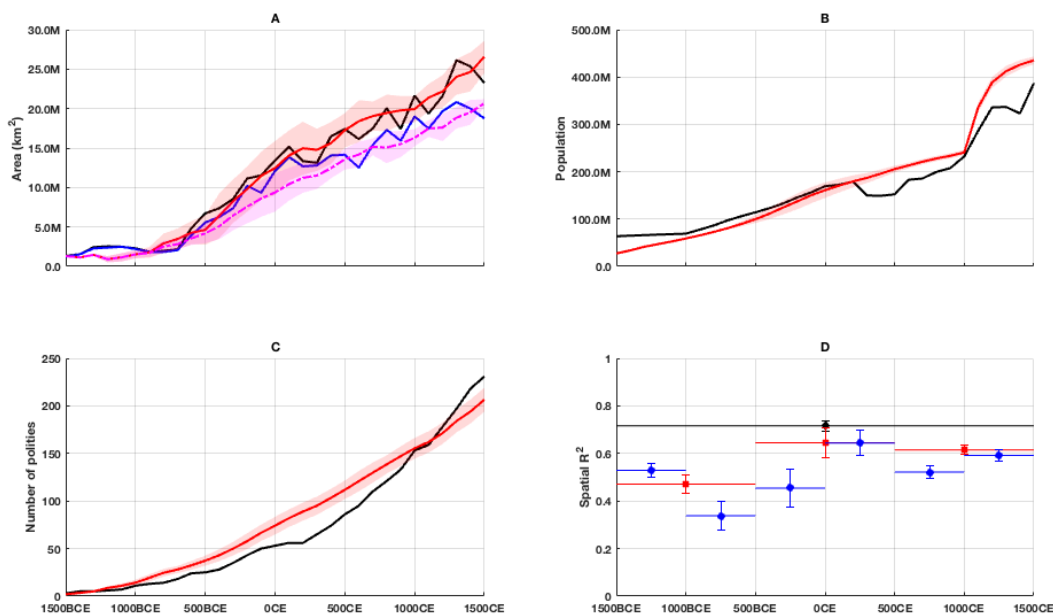 A
30.0M
25.0M
20.0M
15.0M
10.0M
5.0M
0.0
Area (km²)
B
500.0M
400.0M
300.0M
200.0M
100.0M
0.0
Population
C
250
200
150
100
50
0
Number of polities
1500BCE 1000BCE 500BCE 0CE 500CE 1000CE 1500CE
D
1
0.8
0.6
0.4
0.2
0
Spatial R²
1500BCE 1000BCE 500BCE 0CE 500CE 1000CE 1500CE